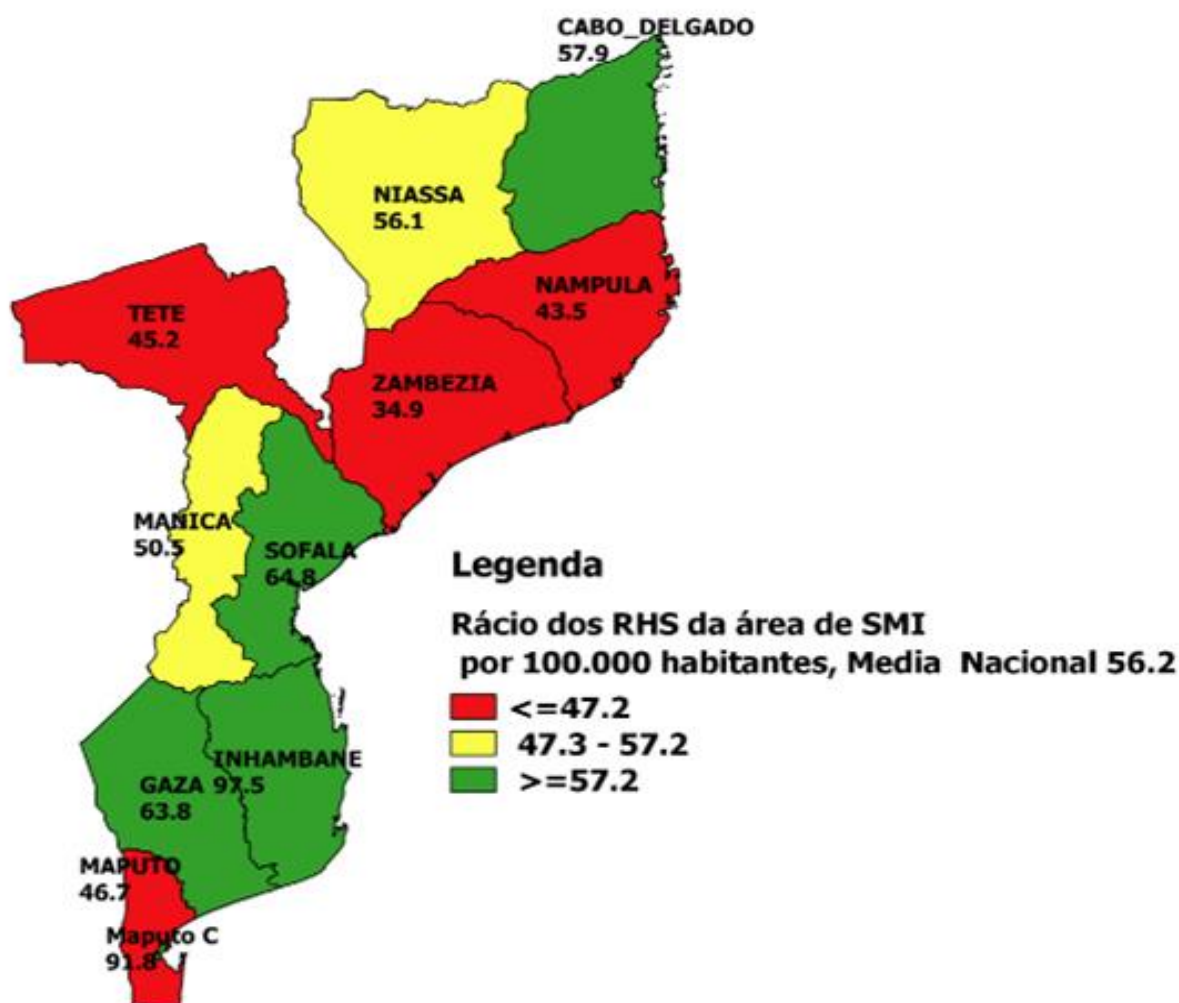 CABO_DELGADO
57.9
NIASSA
56.1
NAMPULA
43.5
TETE
45.2
ZAMBEZIA
34.9
MANICA
50.5
SOFALA
64.8
Legenda
Rácio dos RHS da área de SMI
por 100.000 habitantes, Media Nacional 56.2
<=47.2
47.3 - 57.2
>=57.2
INHAMBANE
97.5
GAZA
63.8
MAPUTO
46.7
Maputo C
91.8